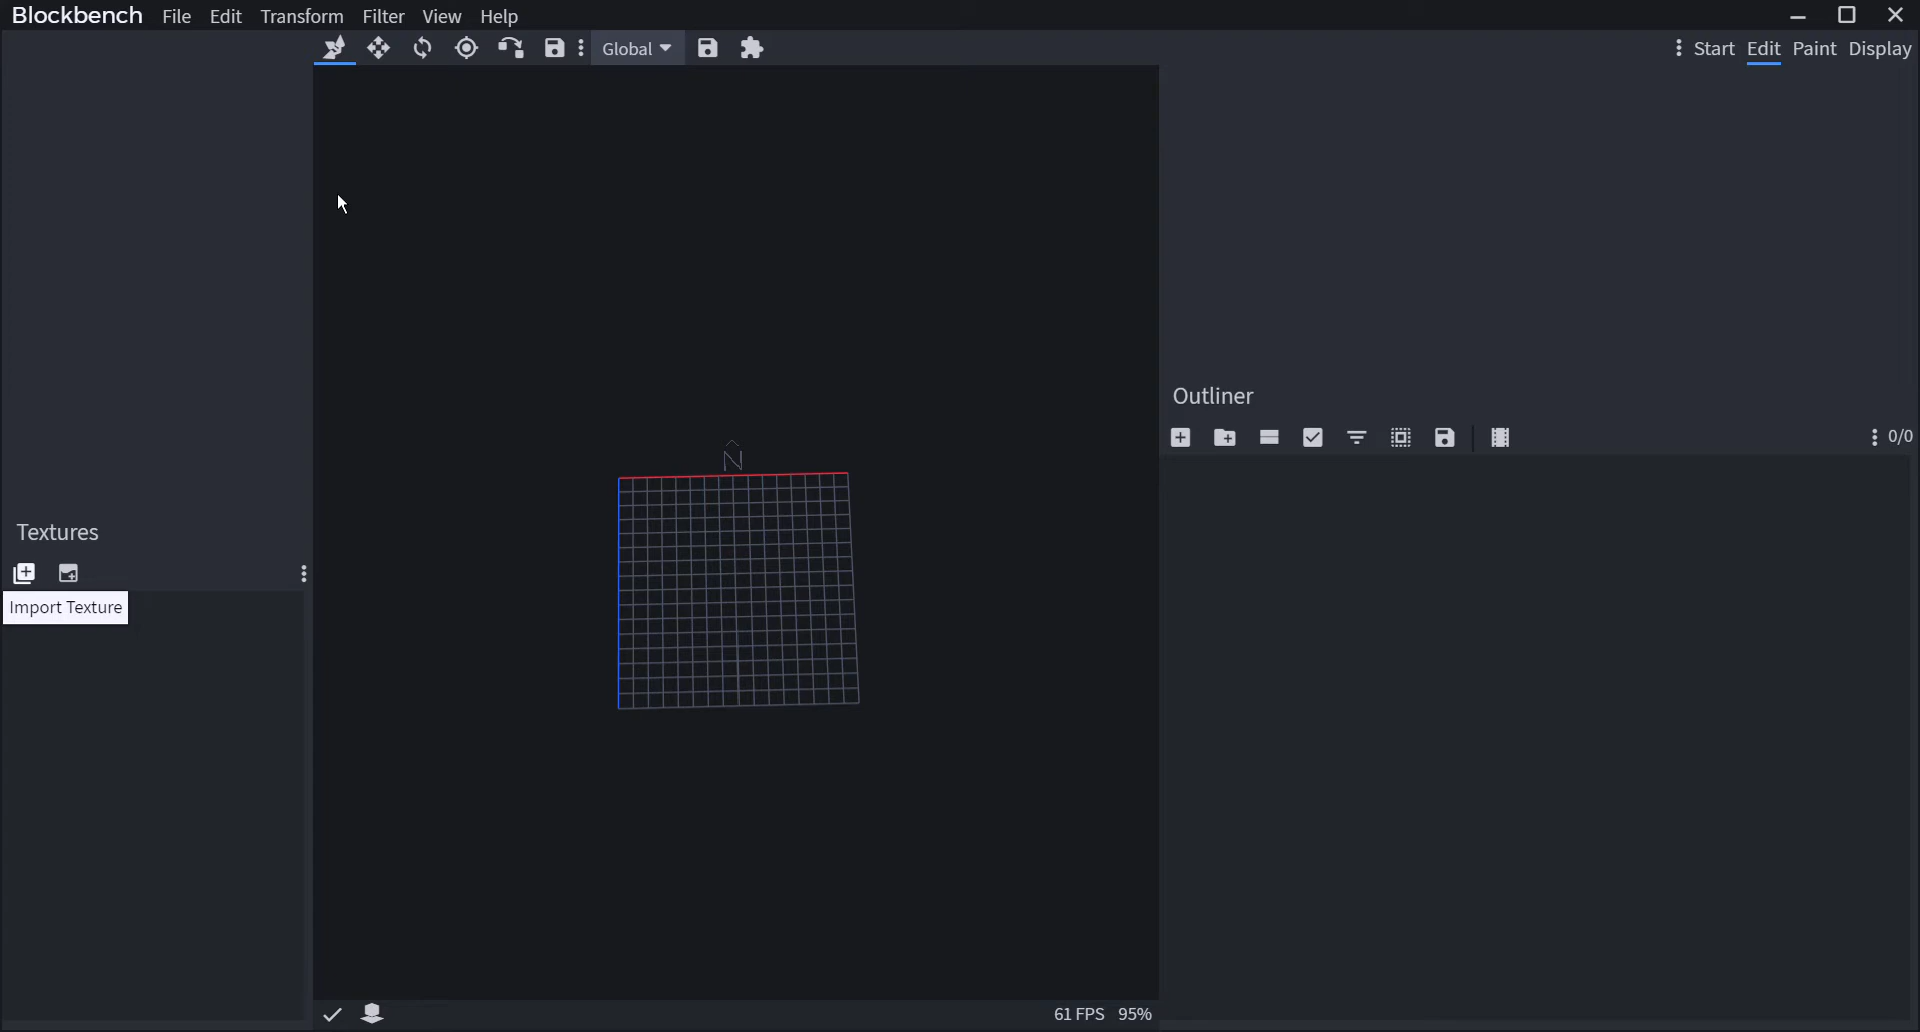 Blockbench File Edit Transform Filter View Help
Global
Start Edit Paint Display
Outliner
0/0
N
Textures
Import Texture
61 FPS 95%